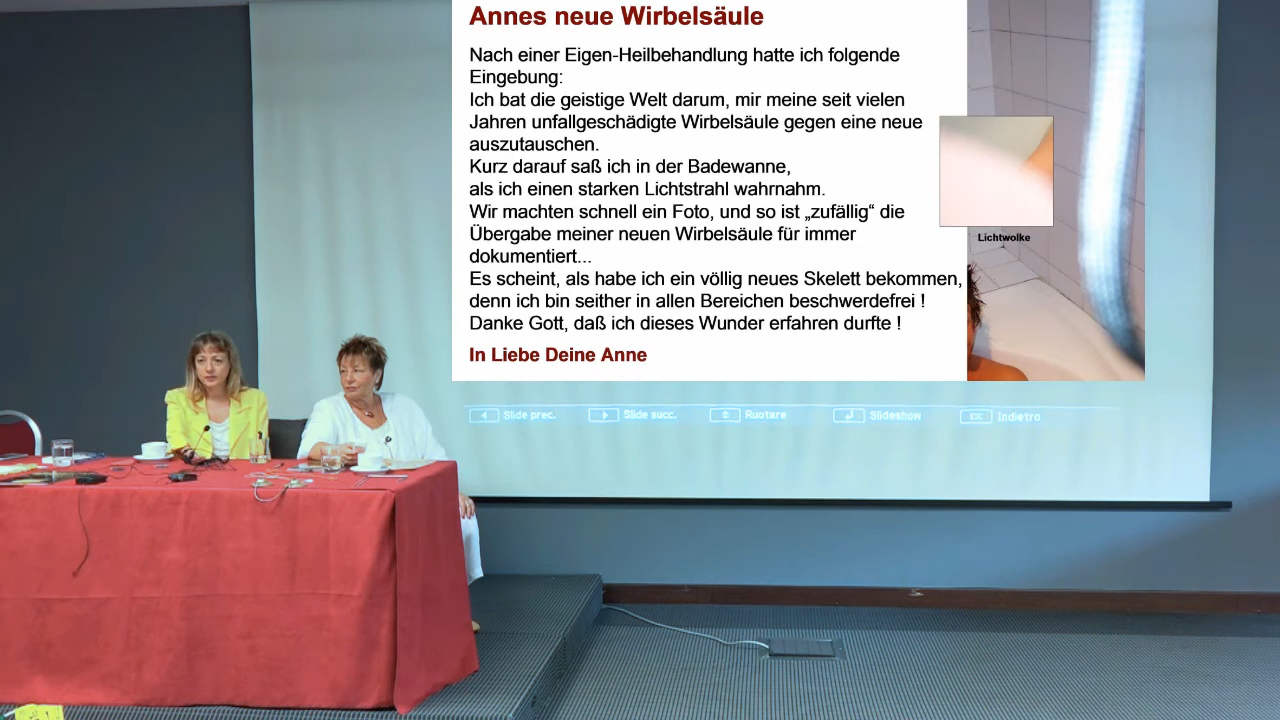 Annes neue Wirbelsäule
Nach einer Eigen-Heilbehandlung hatte ich folgende
Eingebung:
Ich bat die geistige Welt darum, mir meine seit vielen
Jahren unfallgeschädigte Wirbelsäule gegen eine neue
auszutauschen.
Kurz darauf saß ich in der Badewanne,
als ich einen starken Lichtstrahl wahrnahm.
Wir machten schnell ein Foto, und so ist „zufällig“ die
Übergabe meiner neuen Wirbelsäule für immer
dokumentiert...
Es scheint, als habe ich ein völlig neues Skelett bekommen,
denn ich bin seither in allen Bereichen beschwerdefrei !
Danke Gott, daß ich dieses Wunder erfahren durfte !
In Liebe Deine Anne
Lichtwolke
Slide prec. Slide succ. Ruotare Slideshow ESC Indietro